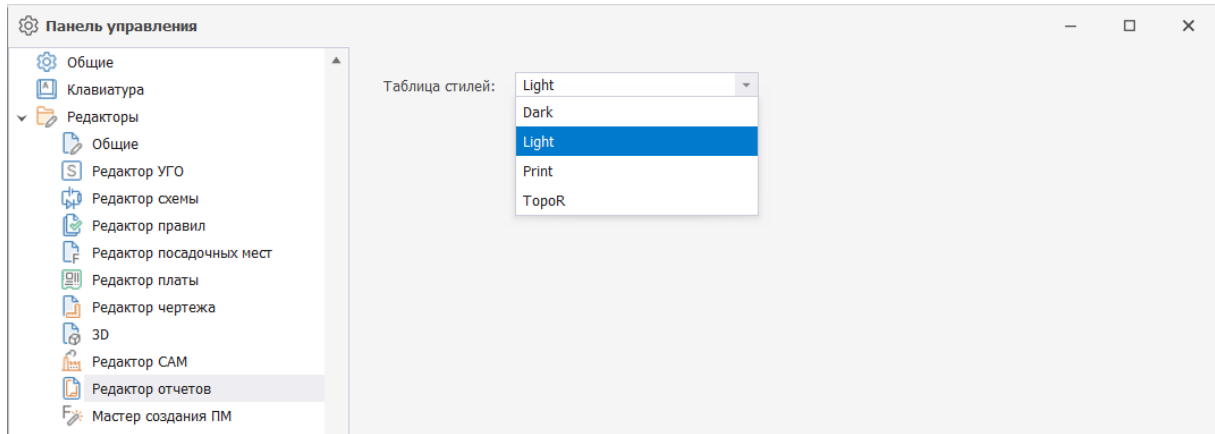 Панель управления
Общие
Клавиатура
Редакторы
Общие
Редактор УГО
Редактор схемы
Редактор правил
Редактор посадочных мест
Редактор платы
Редактор чертежа
3D
Редактор CAM
Редактор отчетов
Мастер создания ПМ
Таблица стилей: Light
Dark
Light
Print
TopoR